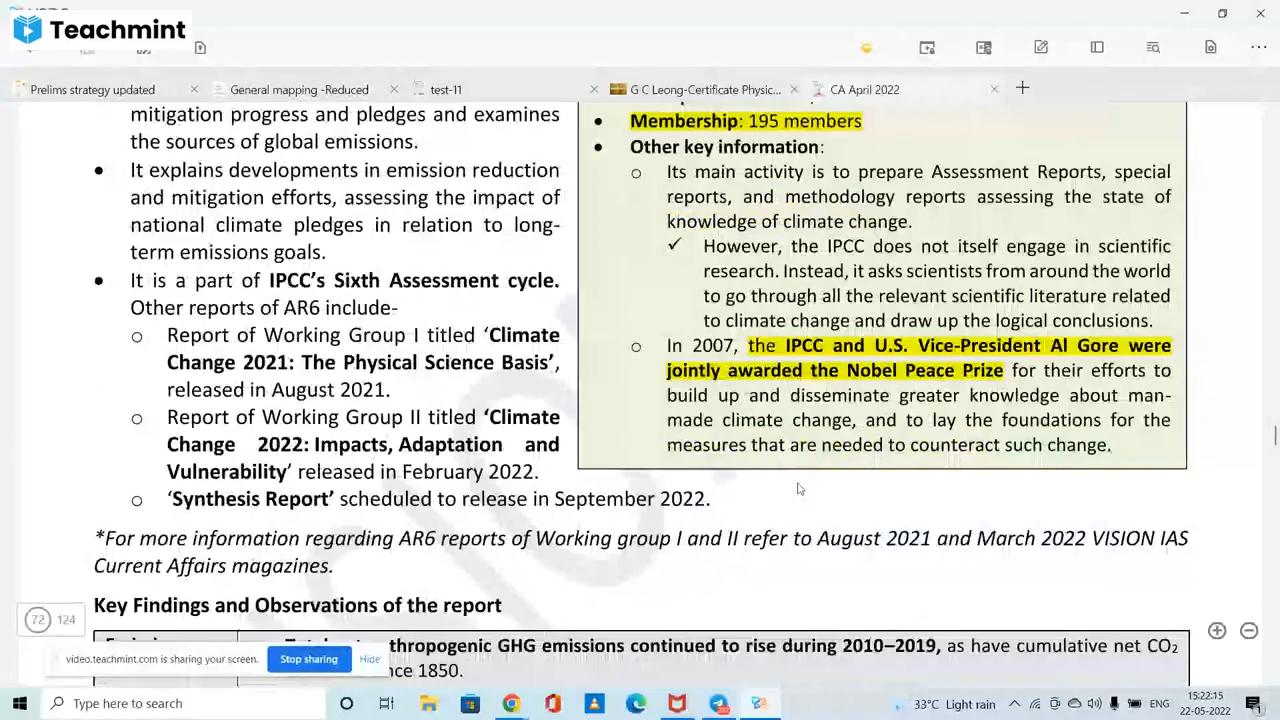 Teachmint
Prelims strategy updated
General mapping -Reduced
test-11
G C Leong-Certificate Physic...
CA April 2022
mitigation progress and pledges and examines
the sources of global emissions.
• It explains developments in emission reduction
and mitigation efforts, assessing the impact of
national climate pledges in relation to long-
term emissions goals.
• It is a part of IPCC's Sixth Assessment cycle.
Other reports of AR6 include-
o Report of Working Group I titled ‘Climate
Change 2021: The Physical Science Basis’,
released in August 2021.
o Report of Working Group II titled ‘Climate
Change 2022: Impacts, Adaptation and
Vulnerability’ released in February 2022.
o ‘Synthesis Report’ scheduled to release in September 2022.
• Membership: 195 members
• Other key information:
o Its main activity is to prepare Assessment Reports, special
reports, and methodology reports assessing the state of
knowledge of climate change.
✓ However, the IPCC does not itself engage in scientific
research. Instead, it asks scientists from around the world
to go through all the relevant scientific literature related
to climate change and draw up the logical conclusions.
o In 2007, the IPCC and U.S. Vice-President Al Gore were
jointly awarded the Nobel Peace Prize for their efforts to
build up and disseminate greater knowledge about man-
made climate change, and to lay the foundations for the
measures that are needed to counteract such change.
*For more information regarding AR6 reports of Working group I and II refer to August 2021 and March 2022 VISION IAS
Current Affairs magazines.
Key Findings and Observations of the report
thropogenic GHG emissions continued to rise during 2010–2019, as have cumulative net CO₂
nce 1850.
72 124
video.teachmint.com is sharing your screen. Stop sharing Hide
Type here to search
33°C Light rain
ENG
15:22:15
22-05-2022